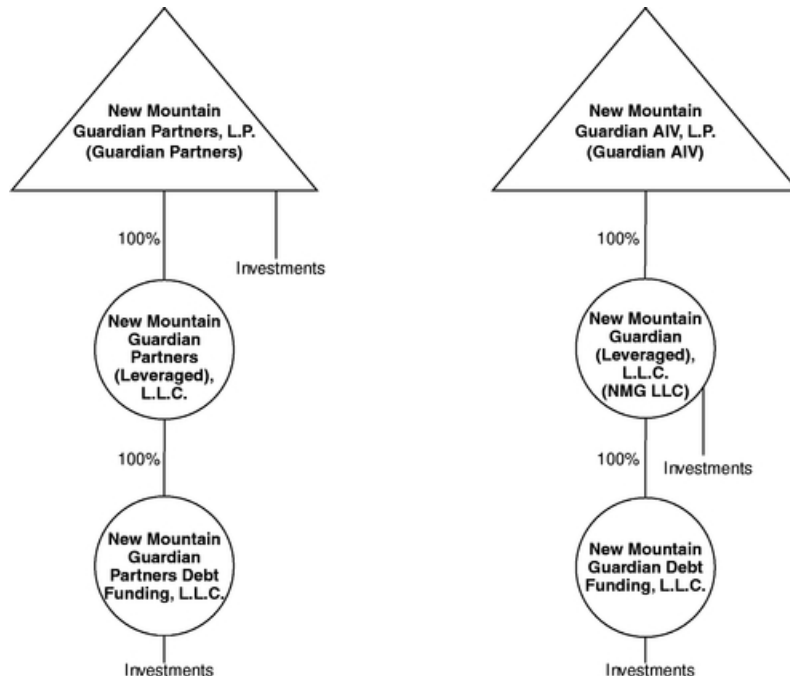 New Mountain
Guardian Partners, L.P.
(Guardian Partners)
100%
Investments
New Mountain
Guardian
Partners
(Leveraged),
L.L.C.
100%
New Mountain
Guardian
Partners Debt
Funding, L.L.C.
Investments
New Mountain
Guardian AIV, L.P.
(Guardian AIV)
100%
New Mountain
Guardian
(Leveraged),
L.L.C.
(NMG LLC)
Investments
100%
New Mountain
Guardian Debt
Funding, L.L.C.
Investments